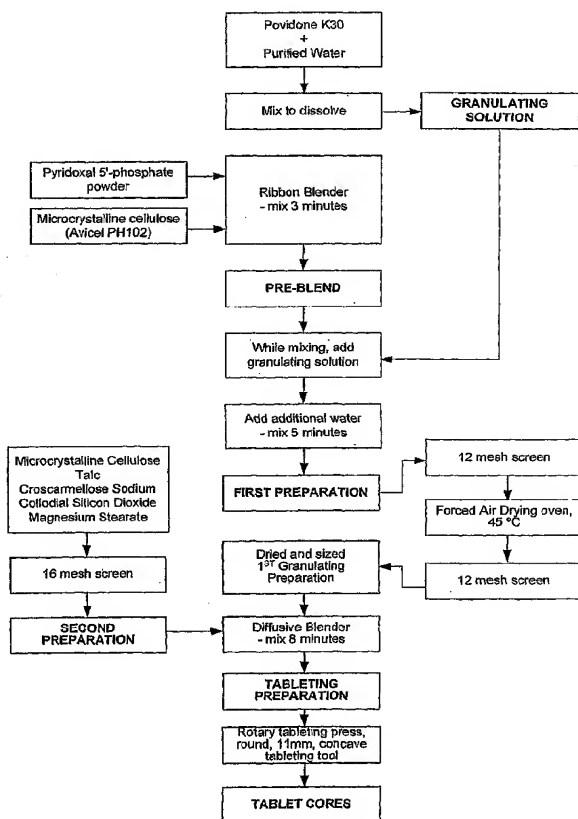 Povidone K30
+
Purified Water
Mix to dissolve
GRANULATING
SOLUTION
Pyridoxal 5'-phosphate
powder
Microcrystalline cellulose
(Avicel PH102)
Ribbon Blender
- mix 3 minutes
PRE-BLEND
While mixing, add
granulating solution
Add additional water
- mix 5 minutes
FIRST PREPARATION
12 mesh screen
Forced Air Drying oven,
45 °C
12 mesh screen
Dried and sized
1ST Granulating
Preparation
Microcrystalline Cellulose
Talc
Croscarmellose Sodium
Collodial Silicon Dioxide
Magnesium Stearate
16 mesh screen
SECOND
PREPARATION
Diffusive Blender
- mix 8 minutes
TABLETING
PREPARATION
Rotary tableting press,
round, 11mm, concave
tableting tool
TABLET CORES